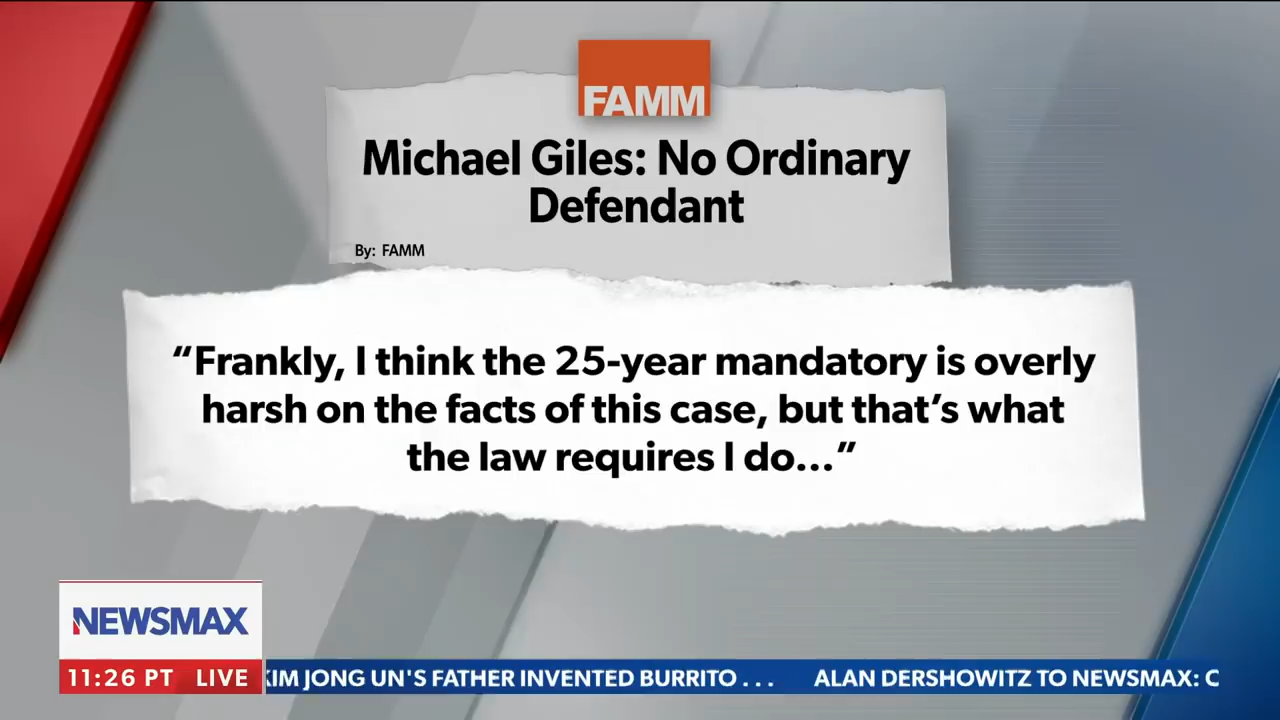 FAMM
Michael Giles: No Ordinary
Defendant
By: FAMM
“Frankly, I think the 25-year mandatory is overly
harsh on the facts of this case, but that’s what
the law requires I do...”
NEWSMAX
11:26 PT LIVE
KIM JONG UN'S FATHER INVENTED BURRITO . . . ALAN DERSHOWITZ TO NEWSMAX: C